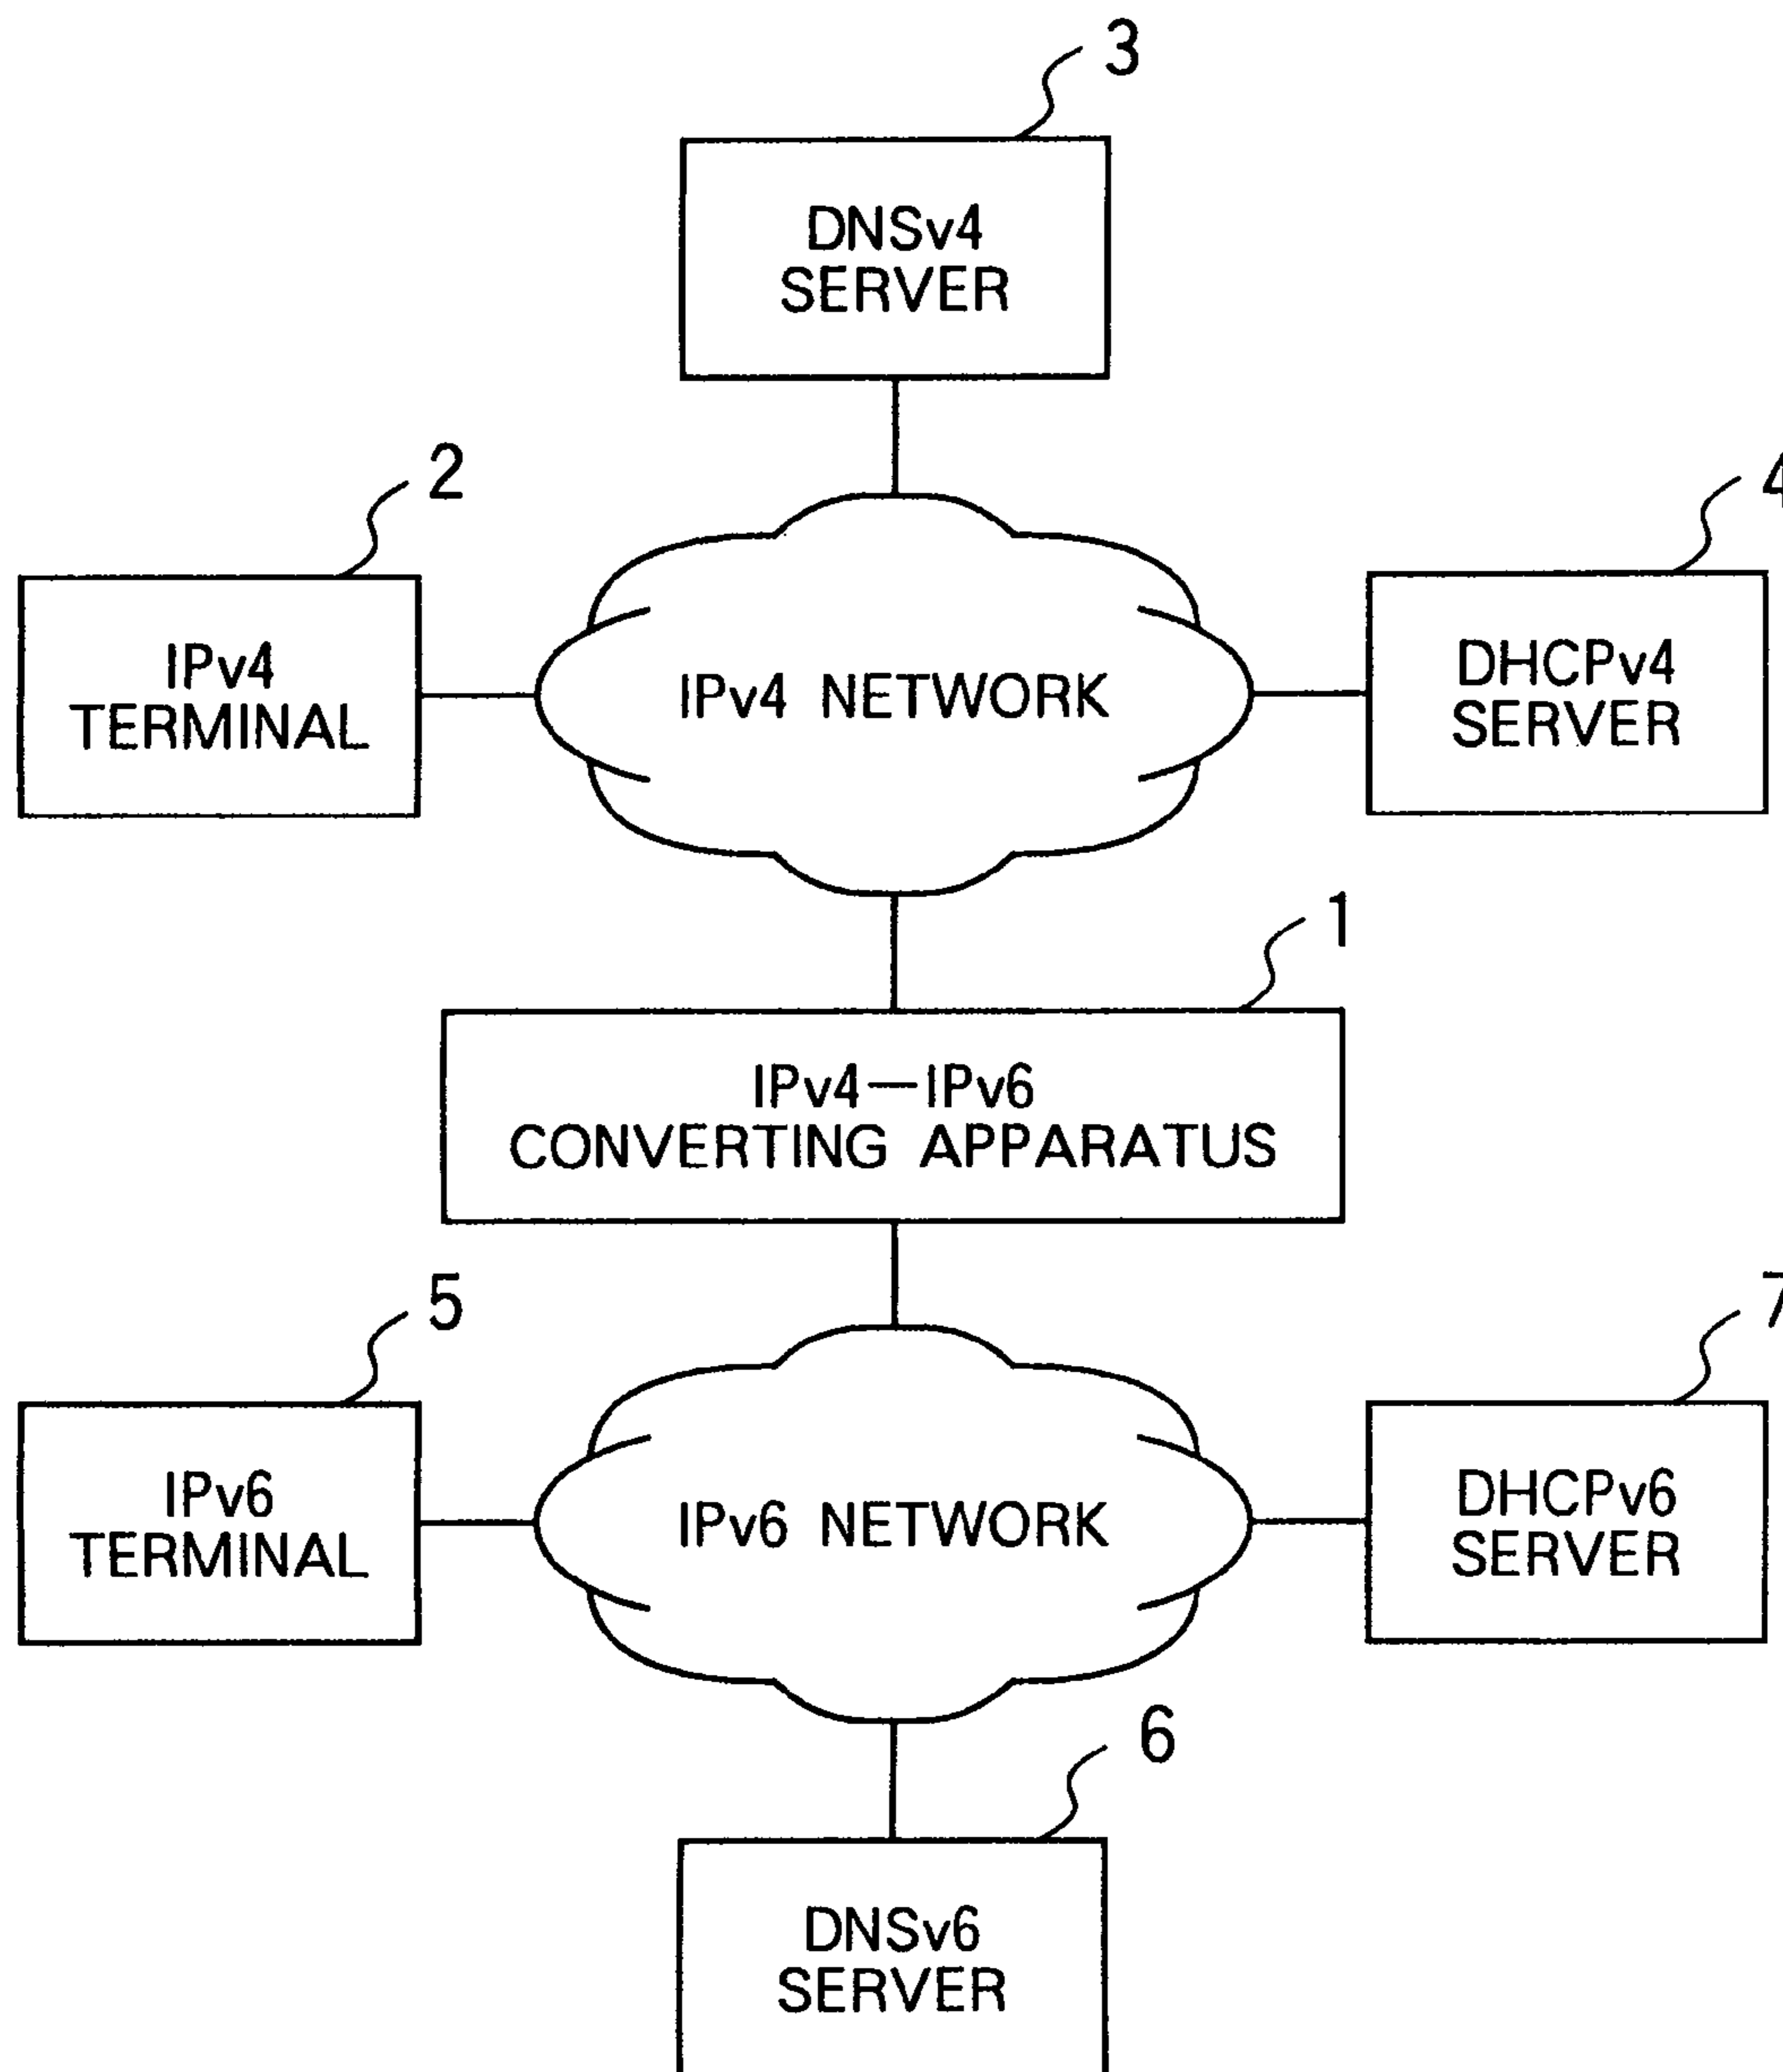 3
DNSv4
SERVER
2
4
IPv4
TERMINAL
IPv4 NETWORK
DHCPv4
SERVER
1
IPv4—IPv6
CONVERTING APPARATUS
5
7
IPv6
TERMINAL
IPv6 NETWORK
DHCPv6
SERVER
6
DNSv6
SERVER